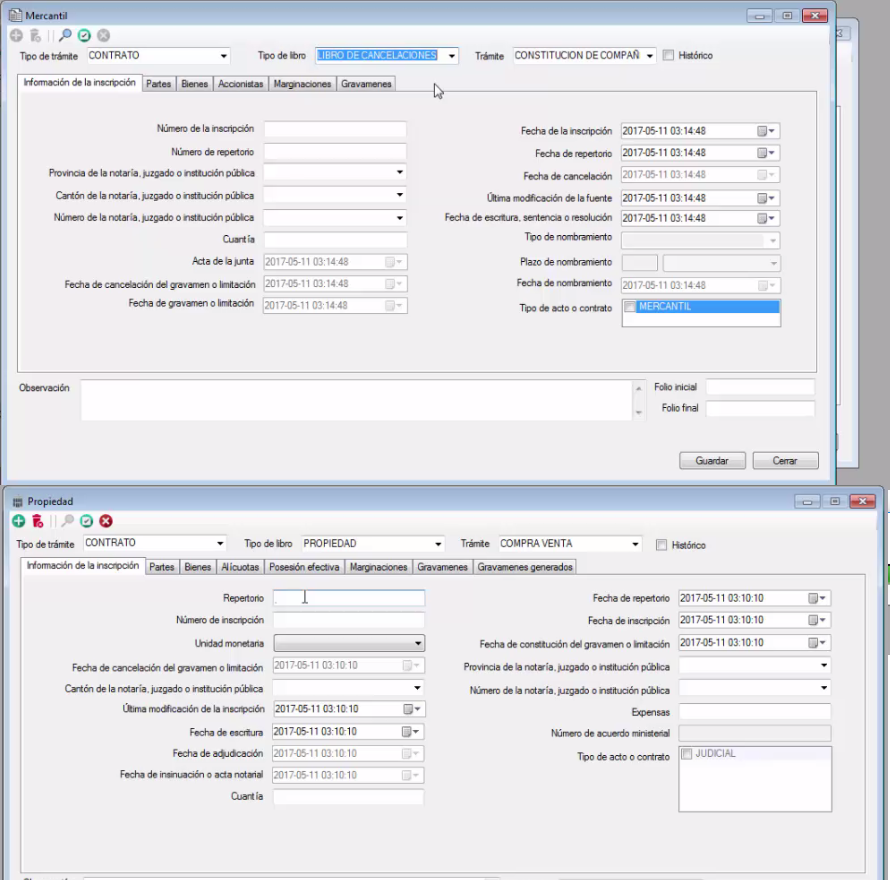 Mercantil
Tipo de trámite CONTRATO Tipo de libro LIBRO DE CANCELACIONES Trámite CONSTITUCION DE COMPAÑ Histórico
Información de la inscripción Partes Bienes Accionistas Marginaciones Gravamenes
Número de la inscripción Fecha de la inscripción 2017-05-11 03:14:48
Número de repertorio Fecha de repertorio 2017-05-11 03:14:48
Provincia de la notaría, juzgado o institución pública Fecha de cancelación 2017-05-11 03:14:48
Cantón de la notaría, juzgado o institución pública Última modificación de la fuente 2017-05-11 03:14:48
Número de la notaría, juzgado o institución pública Fecha de escritura, sentencia o resolución 2017-05-11 03:14:48
Cuantía Tipo de nombramiento
Acta de la junta 2017-05-11 03:14:48 Plazo de nombramiento
Fecha de cancelación del gravamen o limitación 2017-05-11 03:14:48 Fecha de nombramiento 2017-05-11 03:14:48
Fecha de gravamen o limitación 2017-05-11 03:14:48 Tipo de acto o contrato MERCANTIL
Observación Folio inicial
Folio final
Guardar Cerrar
Propiedad
Tipo de trámite CONTRATO Tipo de libro PROPIEDAD Trámite COMPRA VENTA Histórico
Información de la inscripción Partes Bienes Alícuotas Posesión efectiva Marginaciones Gravamenes Gravamenes generados
Repertorio Fecha de repertorio 2017-05-11 03:10:10
Número de inscripción Fecha de inscripción 2017-05-11 03:10:10
Unidad monetaria Fecha de constitución del gravamen o limitación 2017-05-11 03:10:10
Fecha de cancelación del gravamen o limitación 2017-05-11 03:10:10 Provincia de la notaría, juzgado o institución pública
Cantón de la notaría, juzgado o institución pública Número de la notaría, juzgado o institución pública
Última modificación de la inscripción 2017-05-11 03:10:10 Expensas
Fecha de escritura 2017-05-11 03:10:10 Número de acuerdo ministerial
Fecha de adjudicación 2017-05-11 03:10:10 Tipo de acto o contrato JUDICIAL
Fecha de insinuación o acta notarial 2017-05-11 03:10:10
Cuantía